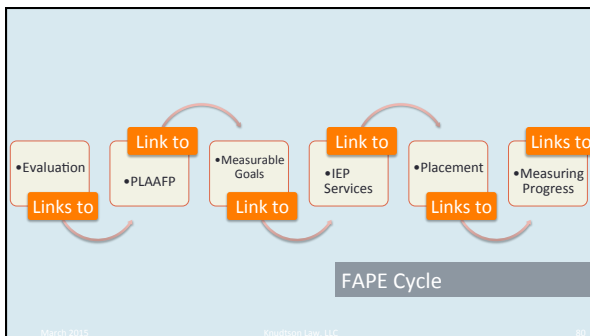 •Evaluation
Links to
Link to
•PLAAFP
•Measurable
Goals
Link to
Link to
•IEP
Services
•Placement
Links to
Links to
•Measuring
Progress
FAPE Cycle
March 2015
Knudtson Law, LLC
80